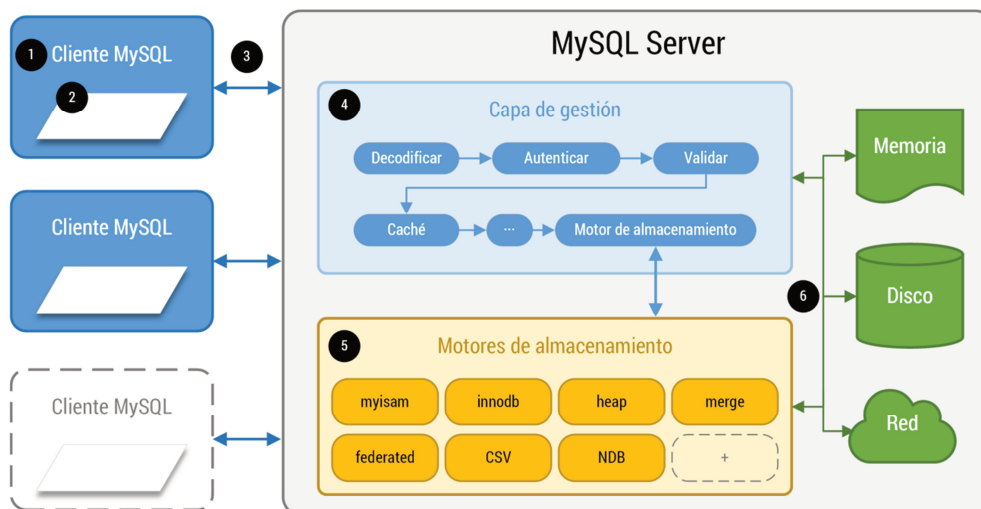 1
Cliente MySQL
2
3
Cliente MySQL
Cliente MySQL
MySQL Server
4
Capa de gestión
Decodificar
Autenticar
Validar
Caché
...
Motor de almacenamiento
5
Motores de almacenamiento
myisam
innodb
heap
merge
federated
CSV
NDB
+
6
Memoria
Disco
Red